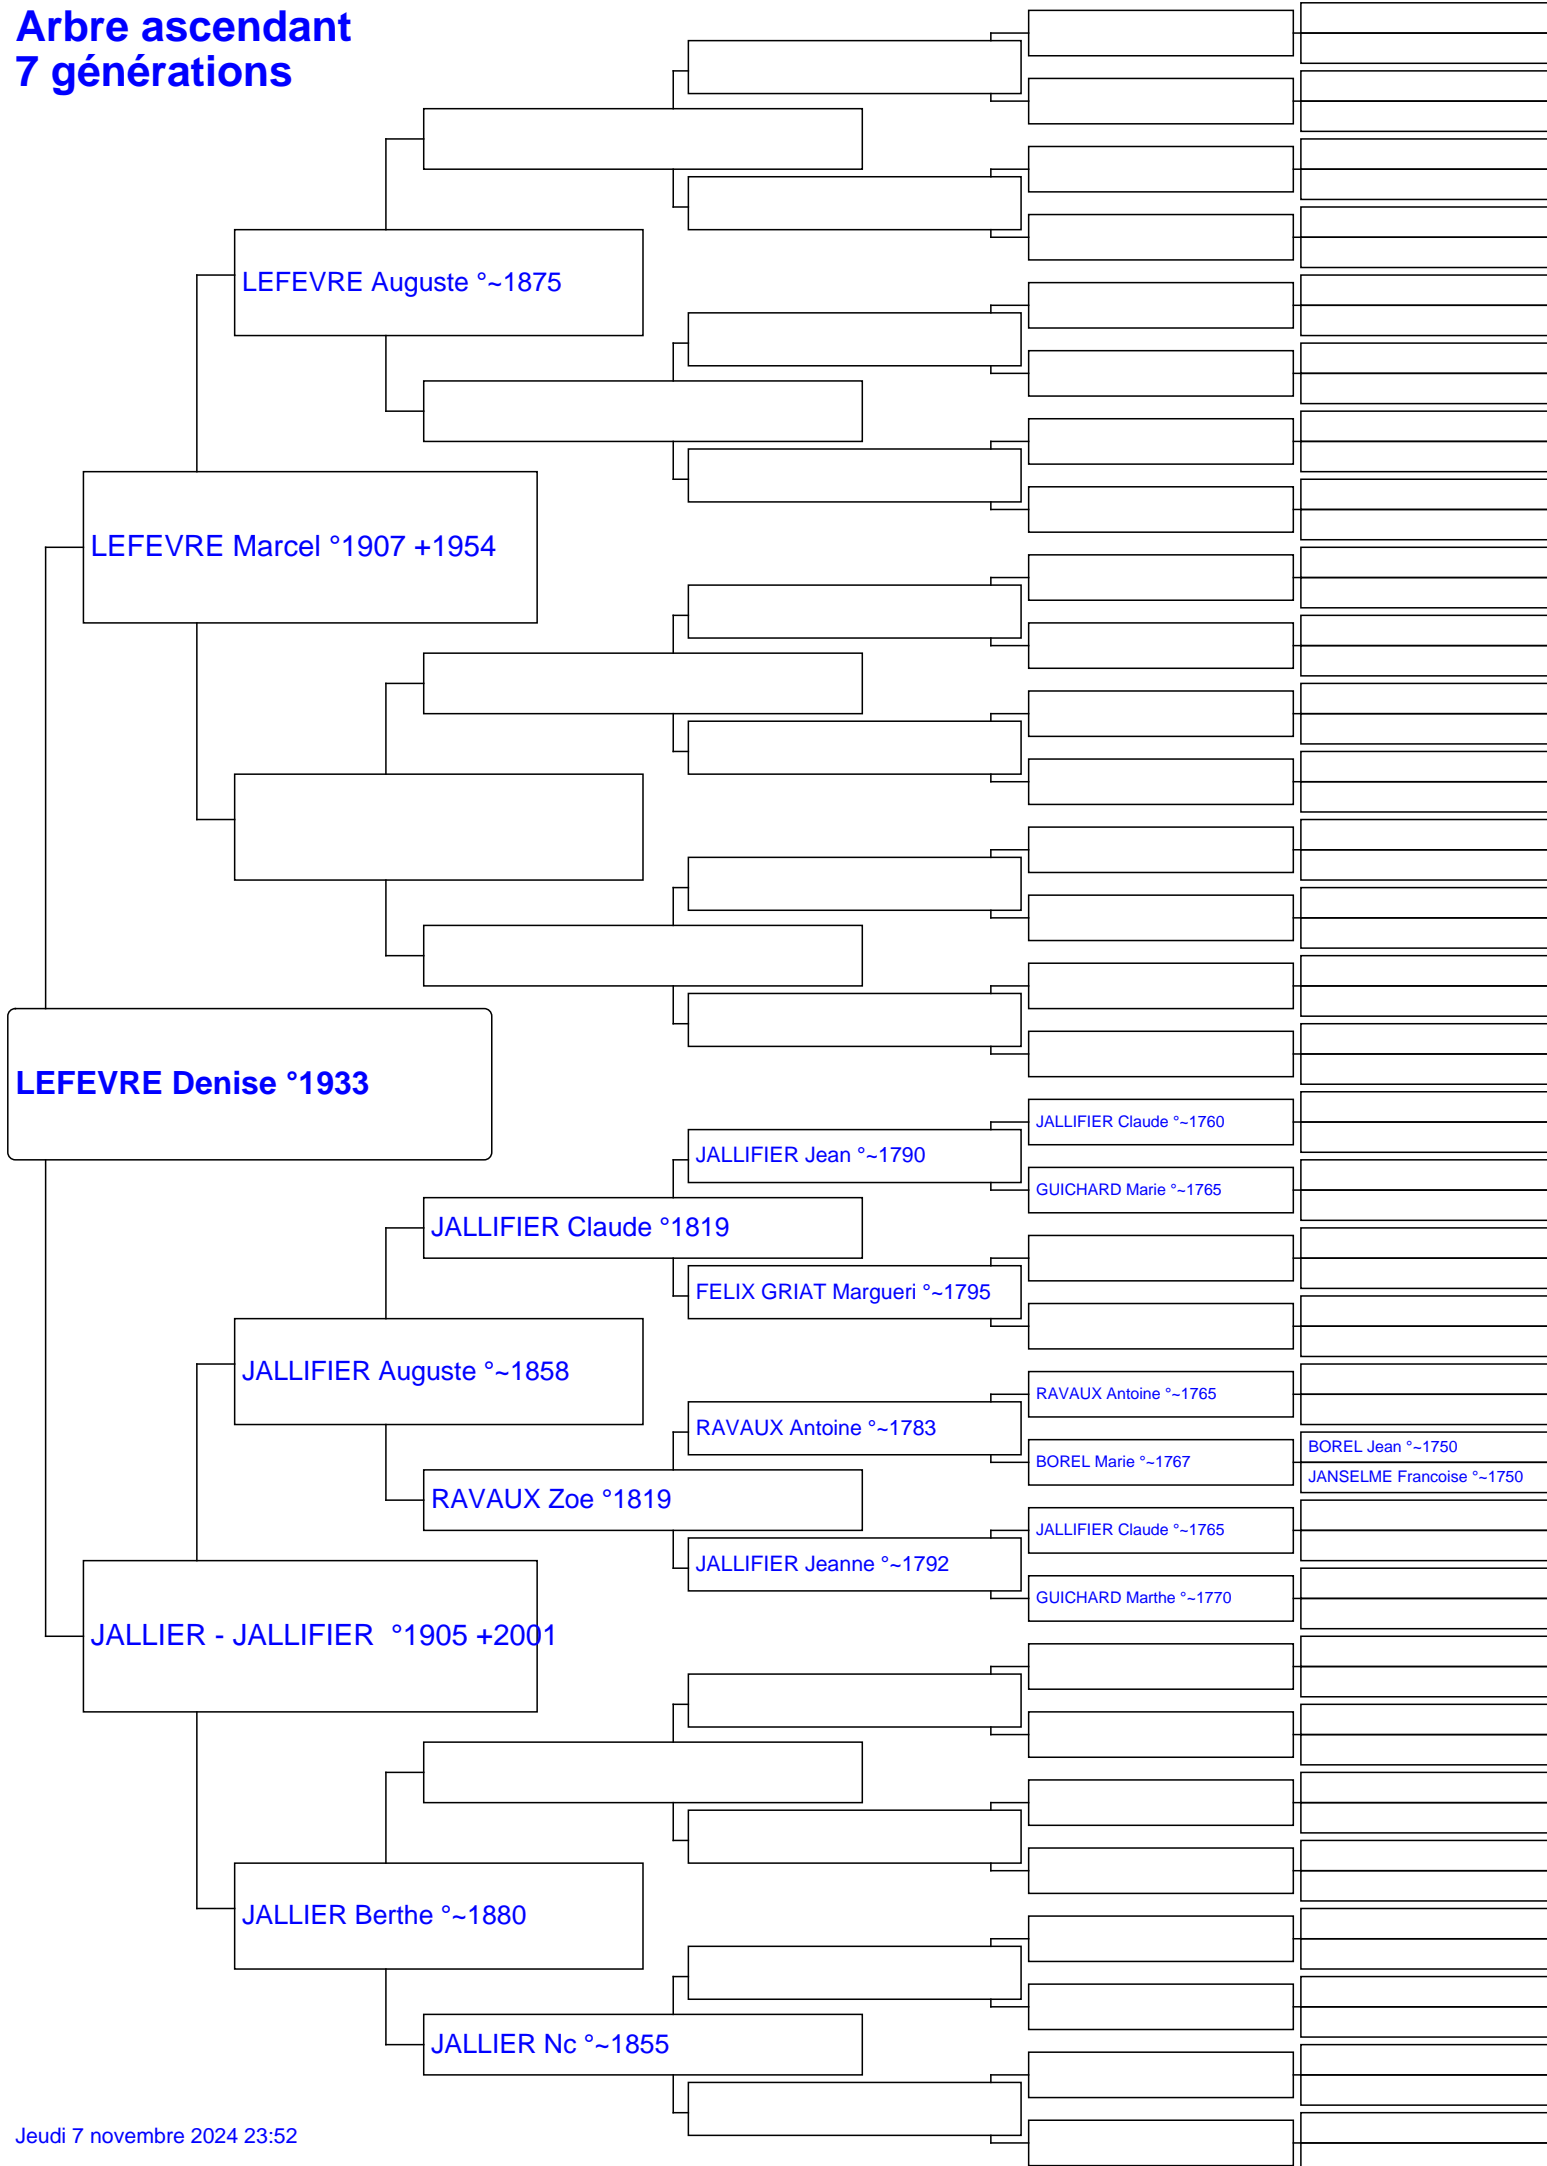 Arbre ascendant
7 générations
LEFEVRE Auguste °~1875
LEFEVRE Marcel °1907 +1954
LEFEVRE Denise °1933
JALLIFIER Claude °~1760
JALLIFIER Jean °~1790
GUICHARD Marie °~1765
JALLIFIER Claude °1819
FELIX GRIAT Margueri °~1795
JALLIFIER Auguste °~1858
RAVAUX Antoine °~1765
RAVAUX Antoine °~1783
BOREL Jean °~1750
BOREL Marie °~1767
JANSELME Francoise °~1750
RAVAUX Zoe °1819
JALLIFIER Claude °~1765
JALLIFIER Jeanne °~1792
GUICHARD Marthe °~1770
JALLIER - JALLIFIER  °1905 +2001
JALLIER Berthe °~1880
JALLIER Nc °~1855
Jeudi 7 novembre 2024 23:52